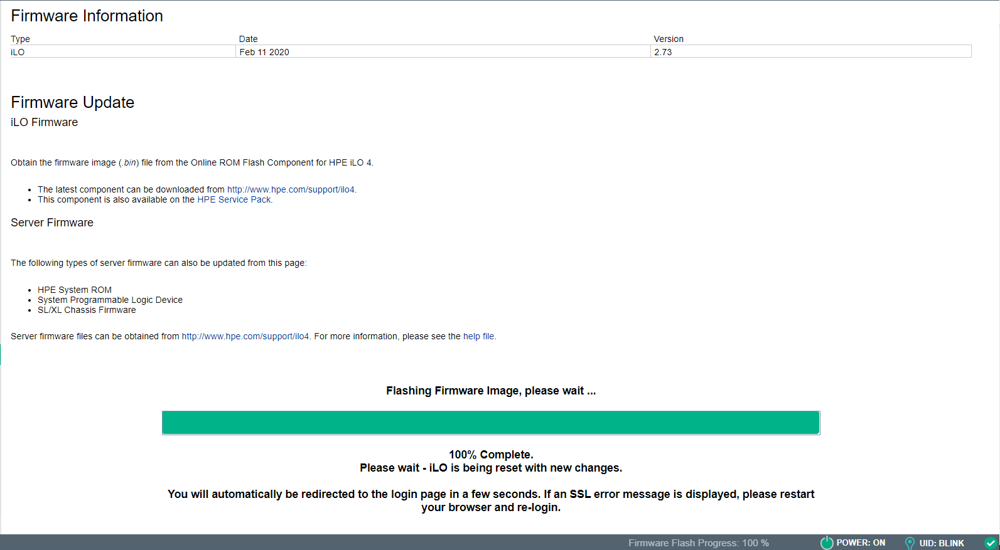 Firmware Information
Type Date Version
iLO Feb 11 2020 2.73
Firmware Update
iLO Firmware
Obtain the firmware image (.bin) file from the Online ROM Flash Component for HPE iLO 4.
• The latest component can be downloaded from http://www.hpe.com/support/ilo4.
• This component is also available on the HPE Service Pack.
Server Firmware
The following types of server firmware can also be updated from this page:
• HPE System ROM
• System Programmable Logic Device
• SL/XL Chassis Firmware
Server firmware files can be obtained from http://www.hpe.com/support/ilo4. For more information, please see the help file.
Flashing Firmware Image, please wait ...
100% Complete.
Please wait - iLO is being reset with new changes.
You will automatically be redirected to the login page in a few seconds. If an SSL error message is displayed, please restart
your browser and re-login.
Firmware Flash Progress: 100 % POWER: ON UID: BLINK